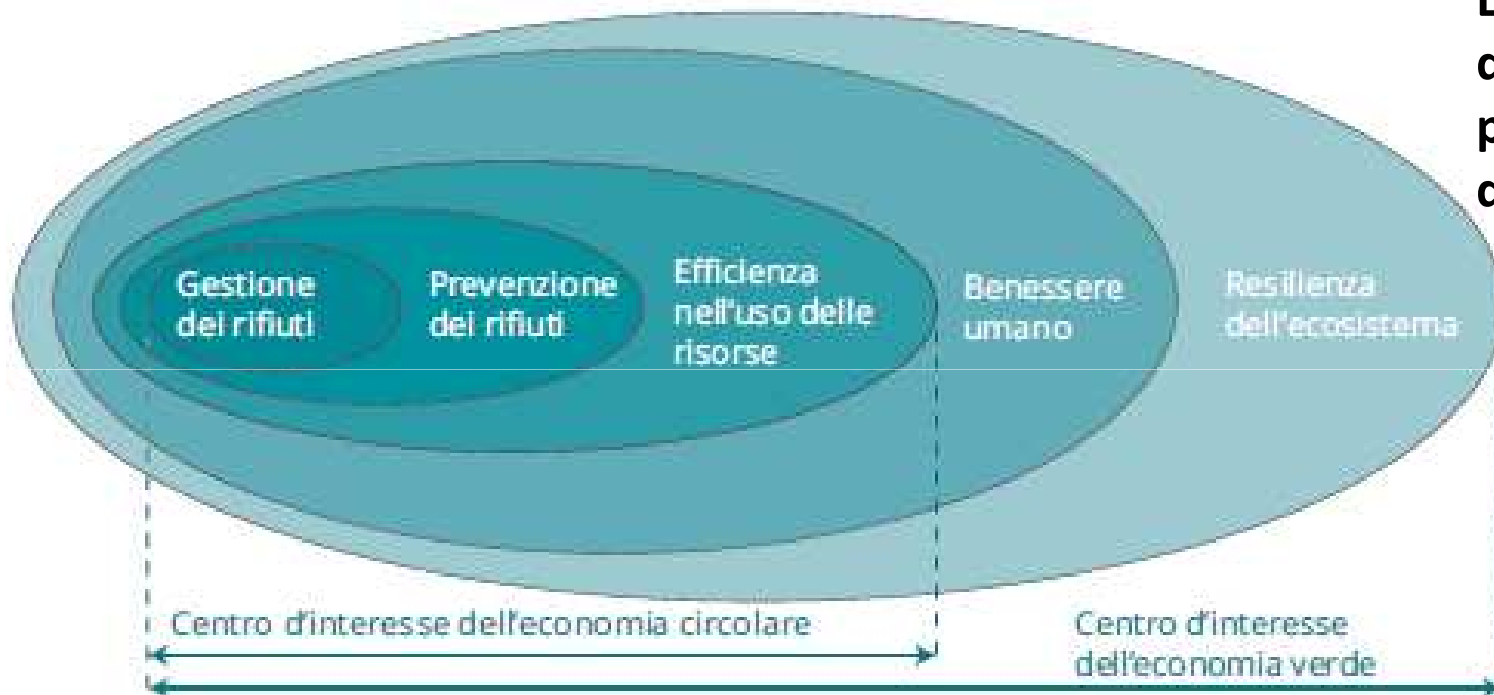 Gestione
dei rifiuti
Prevenzione
dei rifiuti
Efficienza
nell'uso delle
risorse
Benessere
umano
Resilienza
dell'ecosistema
Centro d'interesse dell'economia circolare
Centro d'interesse
dell'economia verde